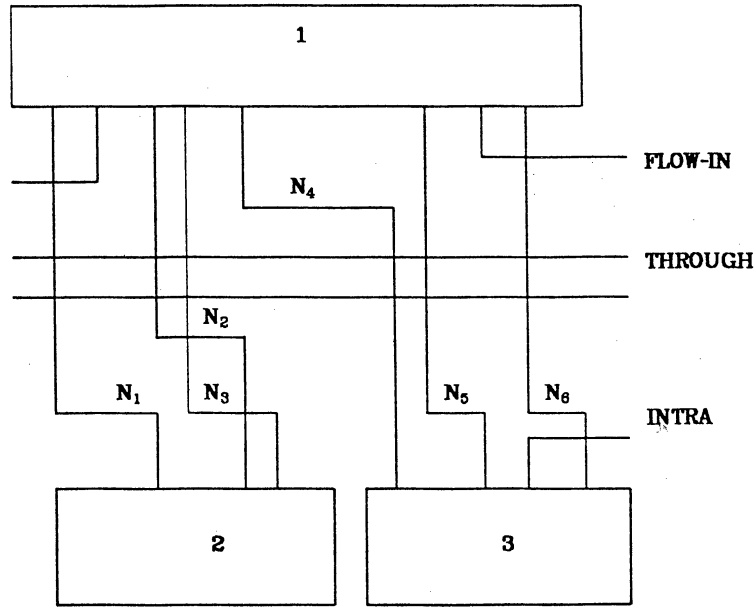 1
FLOW-IN
N₄
THROUGH
N₂
N₁
N₃
N₅
N₆
INTRA
2
3